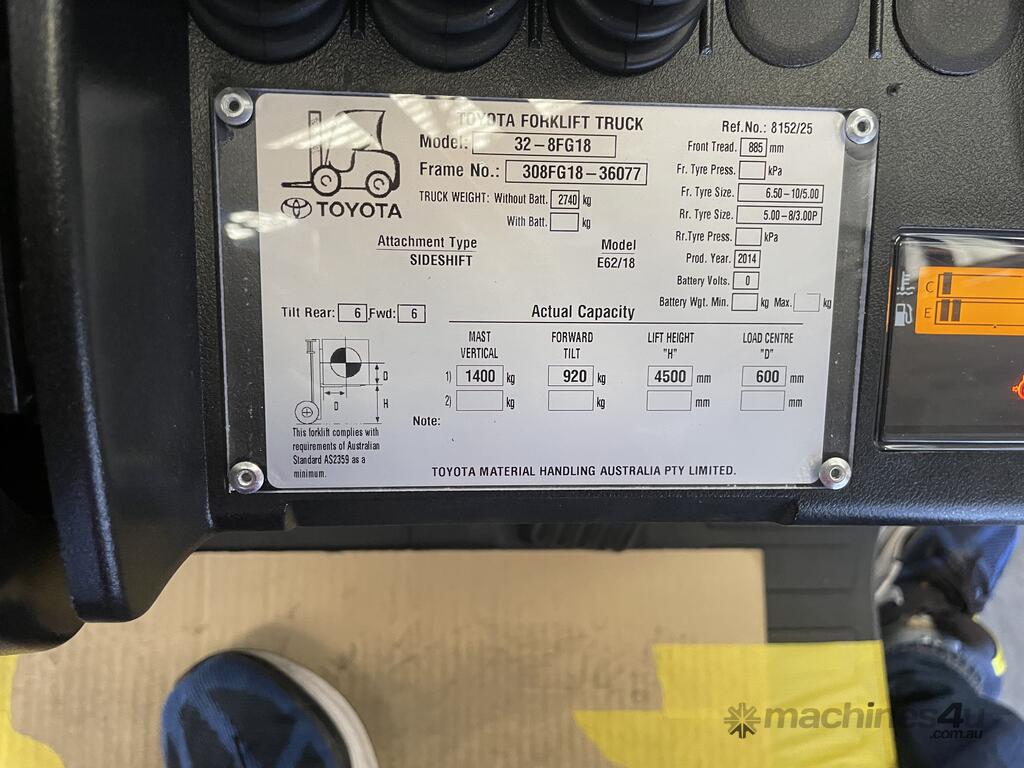 TOYOTA FORKLIFT TRUCK
Ref.No.: 8152/25
Model: 32-8FG18
Frame No.: 308FG18-36077
TRUCK WEIGHT: Without Batt. 2740 kg
With Batt. kg
TOYOTA
Front Tread. 885 mm
Fr. Tyre Press. kPa
Fr. Tyre Size. 6.50-10/5.00
Rr. Tyre Size. 5.00-8/3.00P
Rr.Tyre Press. kPa
Prod. Year. 2014
Battery Volts. 0
Battery Wgt. Min. kg Max. kg
Attachment Type Model
SIDESHIFT E62/18
Tilt Rear: 6 Fwd: 6
Actual Capacity
MAST FORWARD LIFT HEIGHT LOAD CENTRE
VERTICAL TILT "H" "D"
1) 1400 kg 920 kg 4500 mm 600 mm
2) kg kg mm mm
Note:
D
D
H
This forklift complies with
requirements of Australian
Standard AS2359 as a
minimum.
TOYOTA MATERIAL HANDLING AUSTRALIA PTY LIMITED.
C
E
machines4u
.com.au